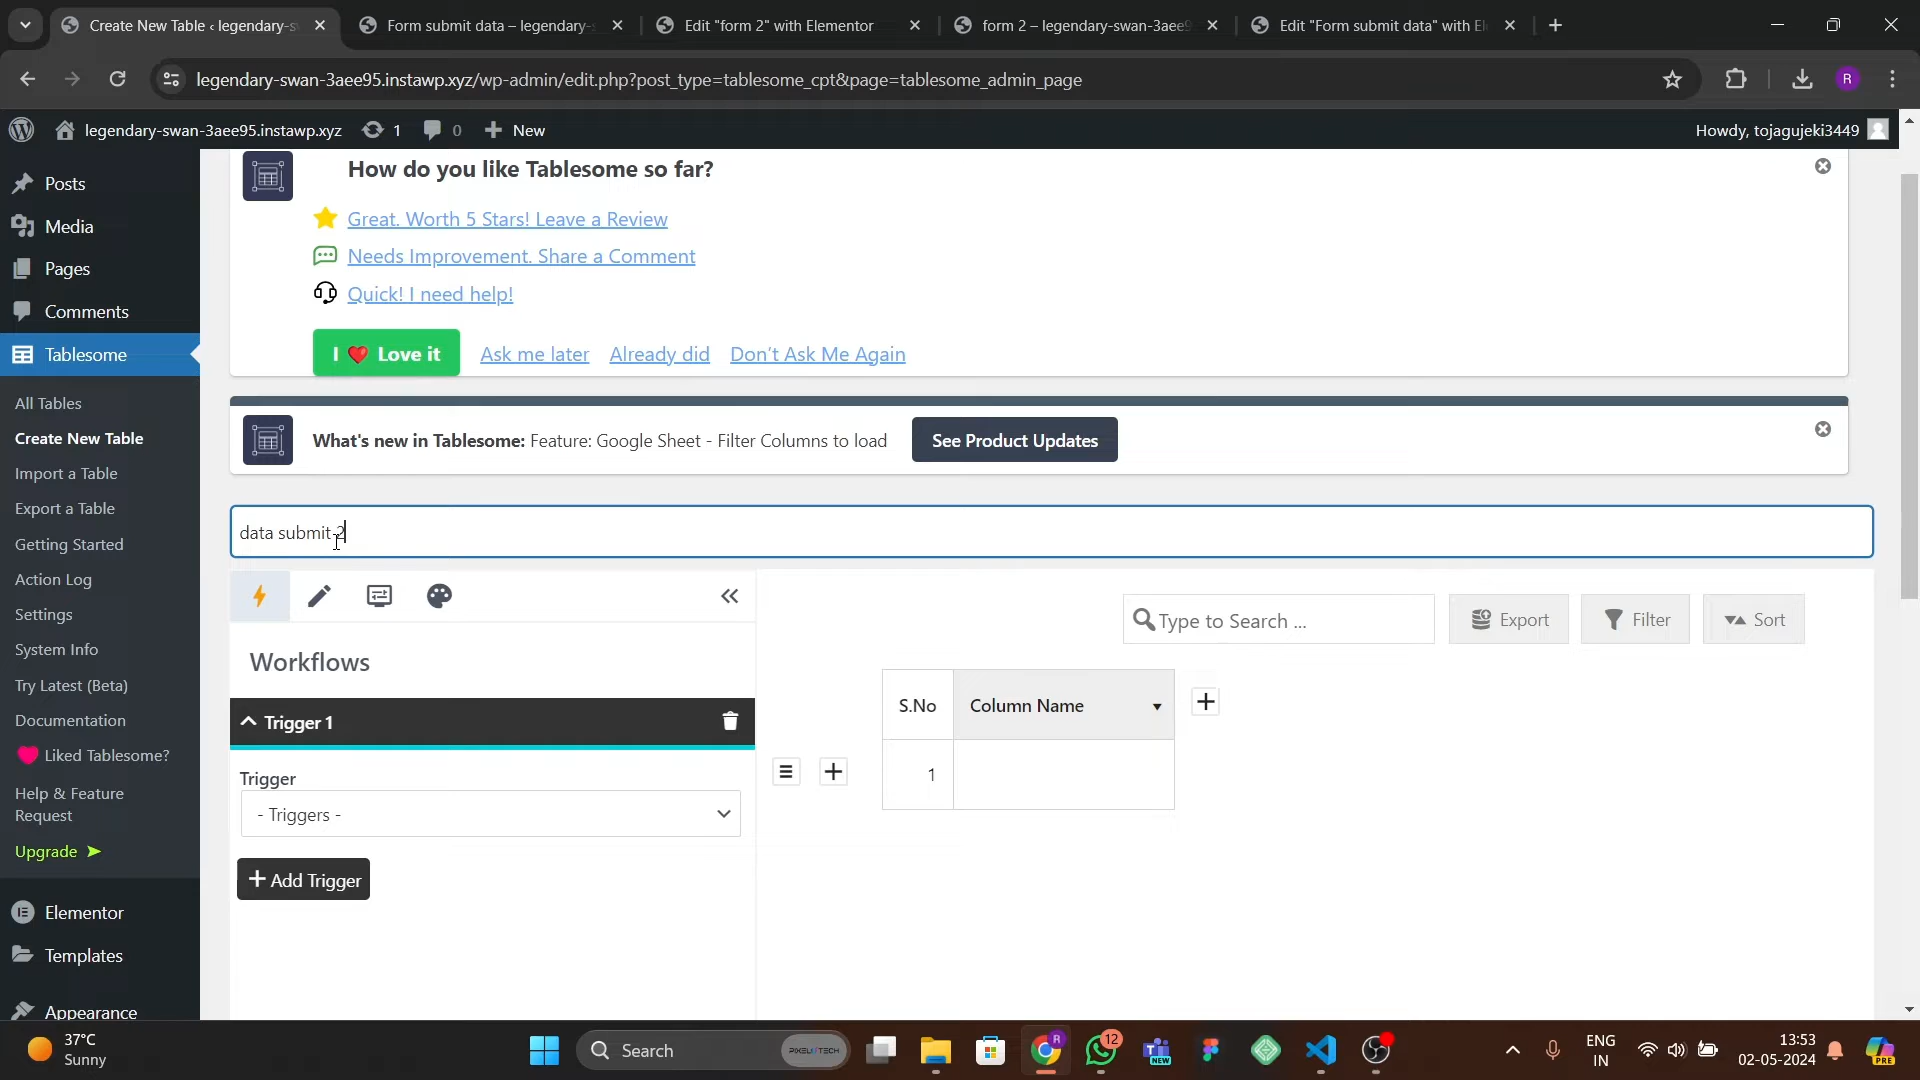 Create New Table ‹ legendary-s
Form submit data – legendary-
Edit "form 2" with Elementor
form 2 – legendary-swan-3aee9
Edit "Form submit data" with El
legendary-swan-3aee95.instawp.xyz/wp-admin/edit.php?post_type=tablesome_cpt&page=tablesome_admin_page
R
legendary-swan-3aee95.instawp.xyz
1
0
New
Howdy, tojagujeki3449
Posts
Media
Pages
Comments
Tablesome
All Tables
Create New Table
Import a Table
Export a Table
Getting Started
Action Log
Settings
System Info
Try Latest (Beta)
Documentation
Liked Tablesome?
Help & Feature
Request
Upgrade ➤
Elementor
Templates
Appearance
How do you like Tablesome so far?
Great. Worth 5 Stars! Leave a Review
Needs Improvement. Share a Comment
Quick! I need help!
I ❤ Love it
Ask me later
Already did
Don't Ask Me Again
What's new in Tablesome: Feature: Google Sheet - Filter Columns to load
See Product Updates
data submit-2
Workflows
Trigger 1
Trigger
- Triggers -
+ Add Trigger
Type to Search ...
Export
Filter
Sort
S.No
Column Name
1
37°C
Sunny
Search
PIXEL TECH
R
12
NEW
ENG
IN
13:53
02-05-2024
PRE